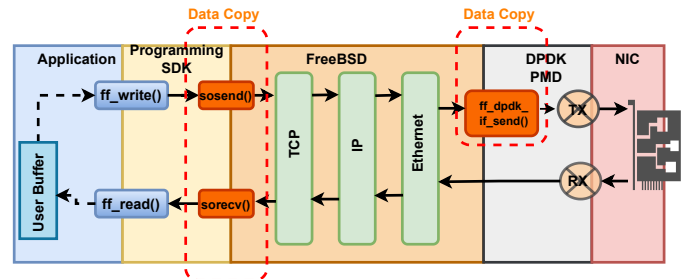 Data Copy
Data Copy
Application
Programming
SDK
FreeBSD
DPDK
PMD
NIC
ff_write()
sosend()
ff_dpdk_
if_send()
TX
TCP
IP
Ethernet
User Buffer
ff_read()
sorecv()
RX